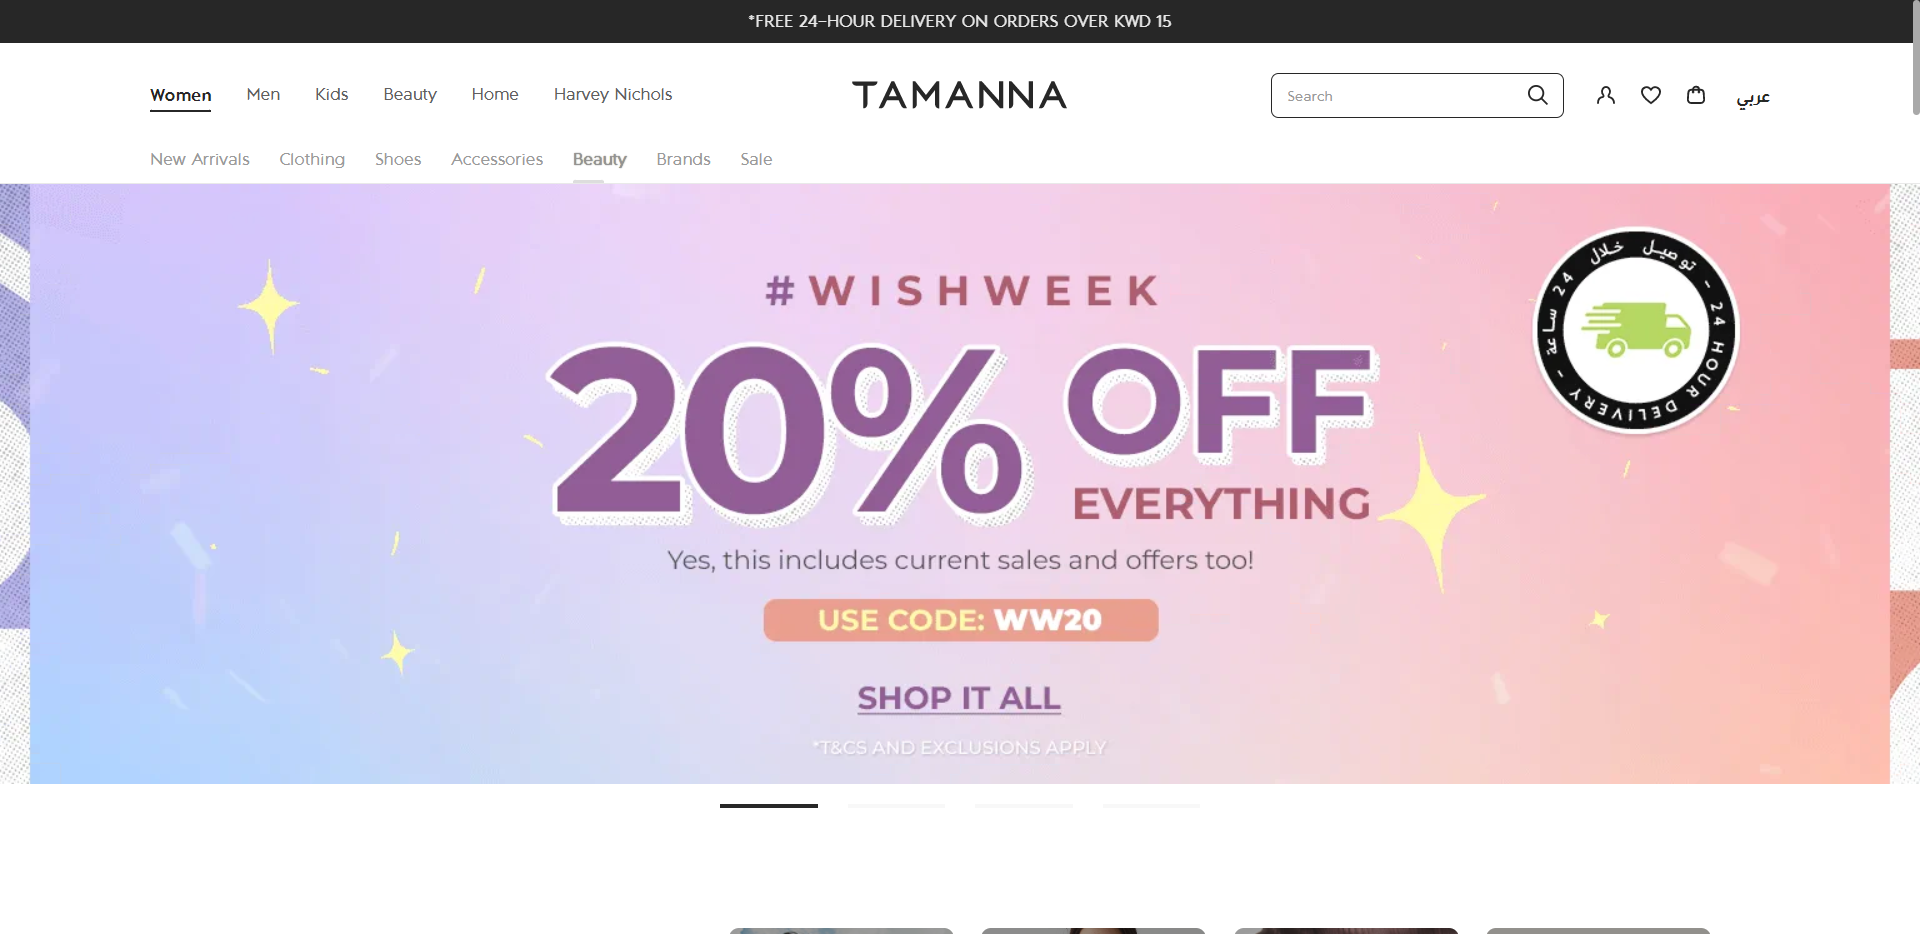 *FREE 24-HOUR DELIVERY ON ORDERS OVER KWD 15
Women Men Kids Beauty Home Harvey Nichols
TAMANNA
Search
عربي
New Arrivals Clothing Shoes Accessories Beauty Brands Sale
#WISHWEEK
20% OFF
EVERYTHING
Yes, this includes current sales and offers too!
USE CODE: WW20
SHOP IT ALL
*T&CS AND EXCLUSIONS APPLY
توصيل خلال 24 ساعة - 24 HOUR DELIVERY -